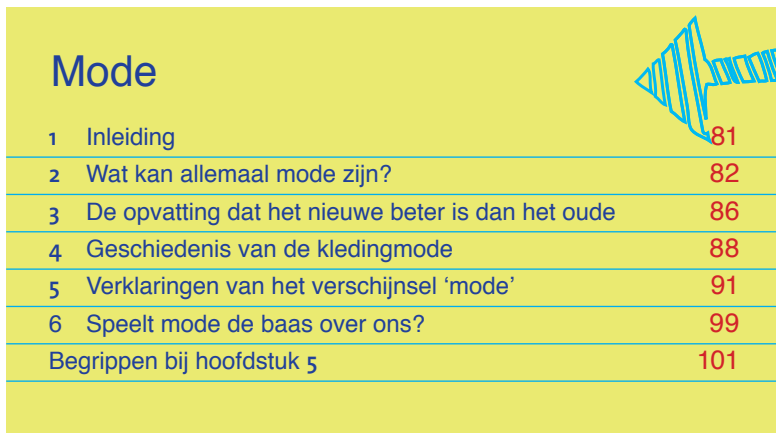 Mode
1 Inleiding 81
2 Wat kan allemaal mode zijn? 82
3 De opvatting dat het nieuwe beter is dan het oude 86
4 Geschiedenis van de kledingmode 88
5 Verklaringen van het verschijnsel ‘mode’ 91
6 Speelt mode de baas over ons? 99
Begrippen bij hoofdstuk 5 101